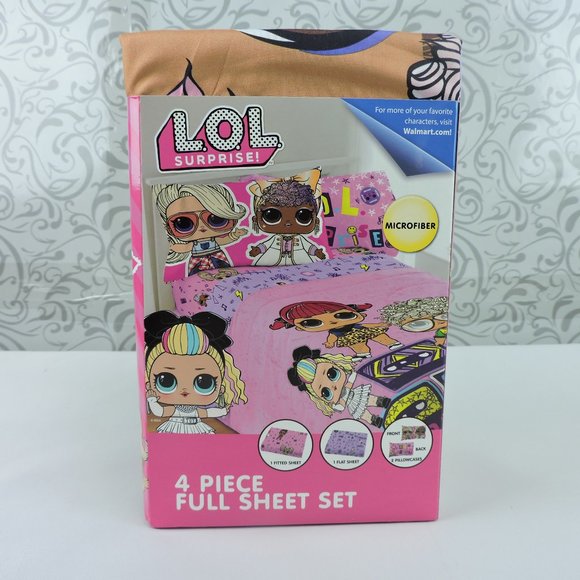 L.O.L.
SURPRISE!
For more of your favorite
characters, visit
Walmart.com!
MICROFIBER
FRONT
BACK
1 FITTED SHEET
1 FLAT SHEET
2 PILLOWCASES
4 PIECE
FULL SHEET SET